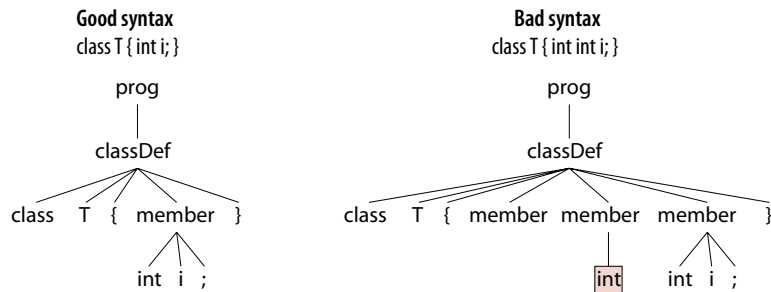 Good syntax
class T { int i; }
prog
classDef
class T { member }
int i ;
Bad syntax
class T { int int i; }
prog
classDef
class T { member member member }
int int i ;